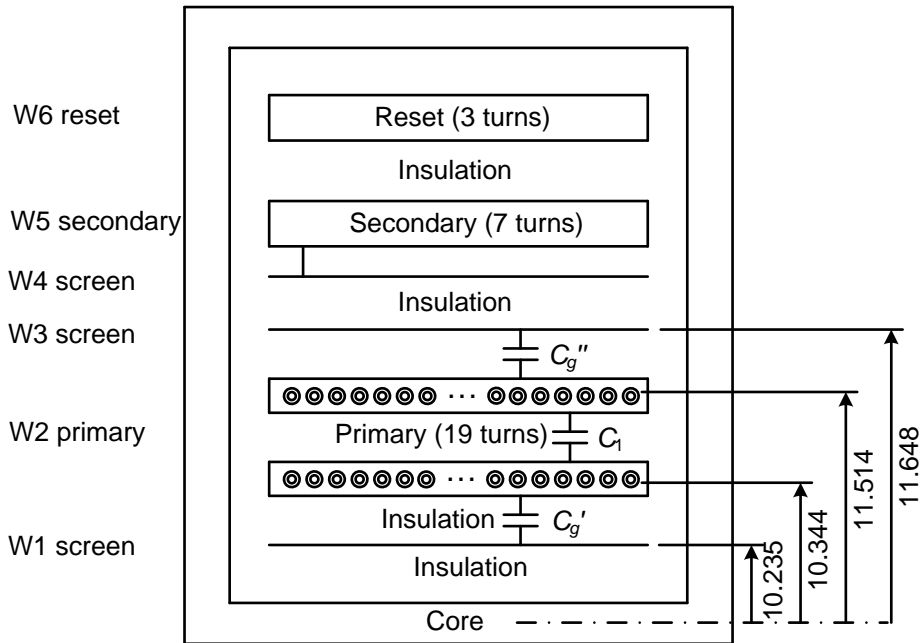 W6 reset
Reset (3 turns)
Insulation
W5 secondary
Secondary (7 turns)
W4 screen
Insulation
W3 screen
Cg''
W2 primary
Primary (19 turns)
C1
Insulation
Cg'
W1 screen
Insulation
Core
10.235
10.344
11.514
11.648